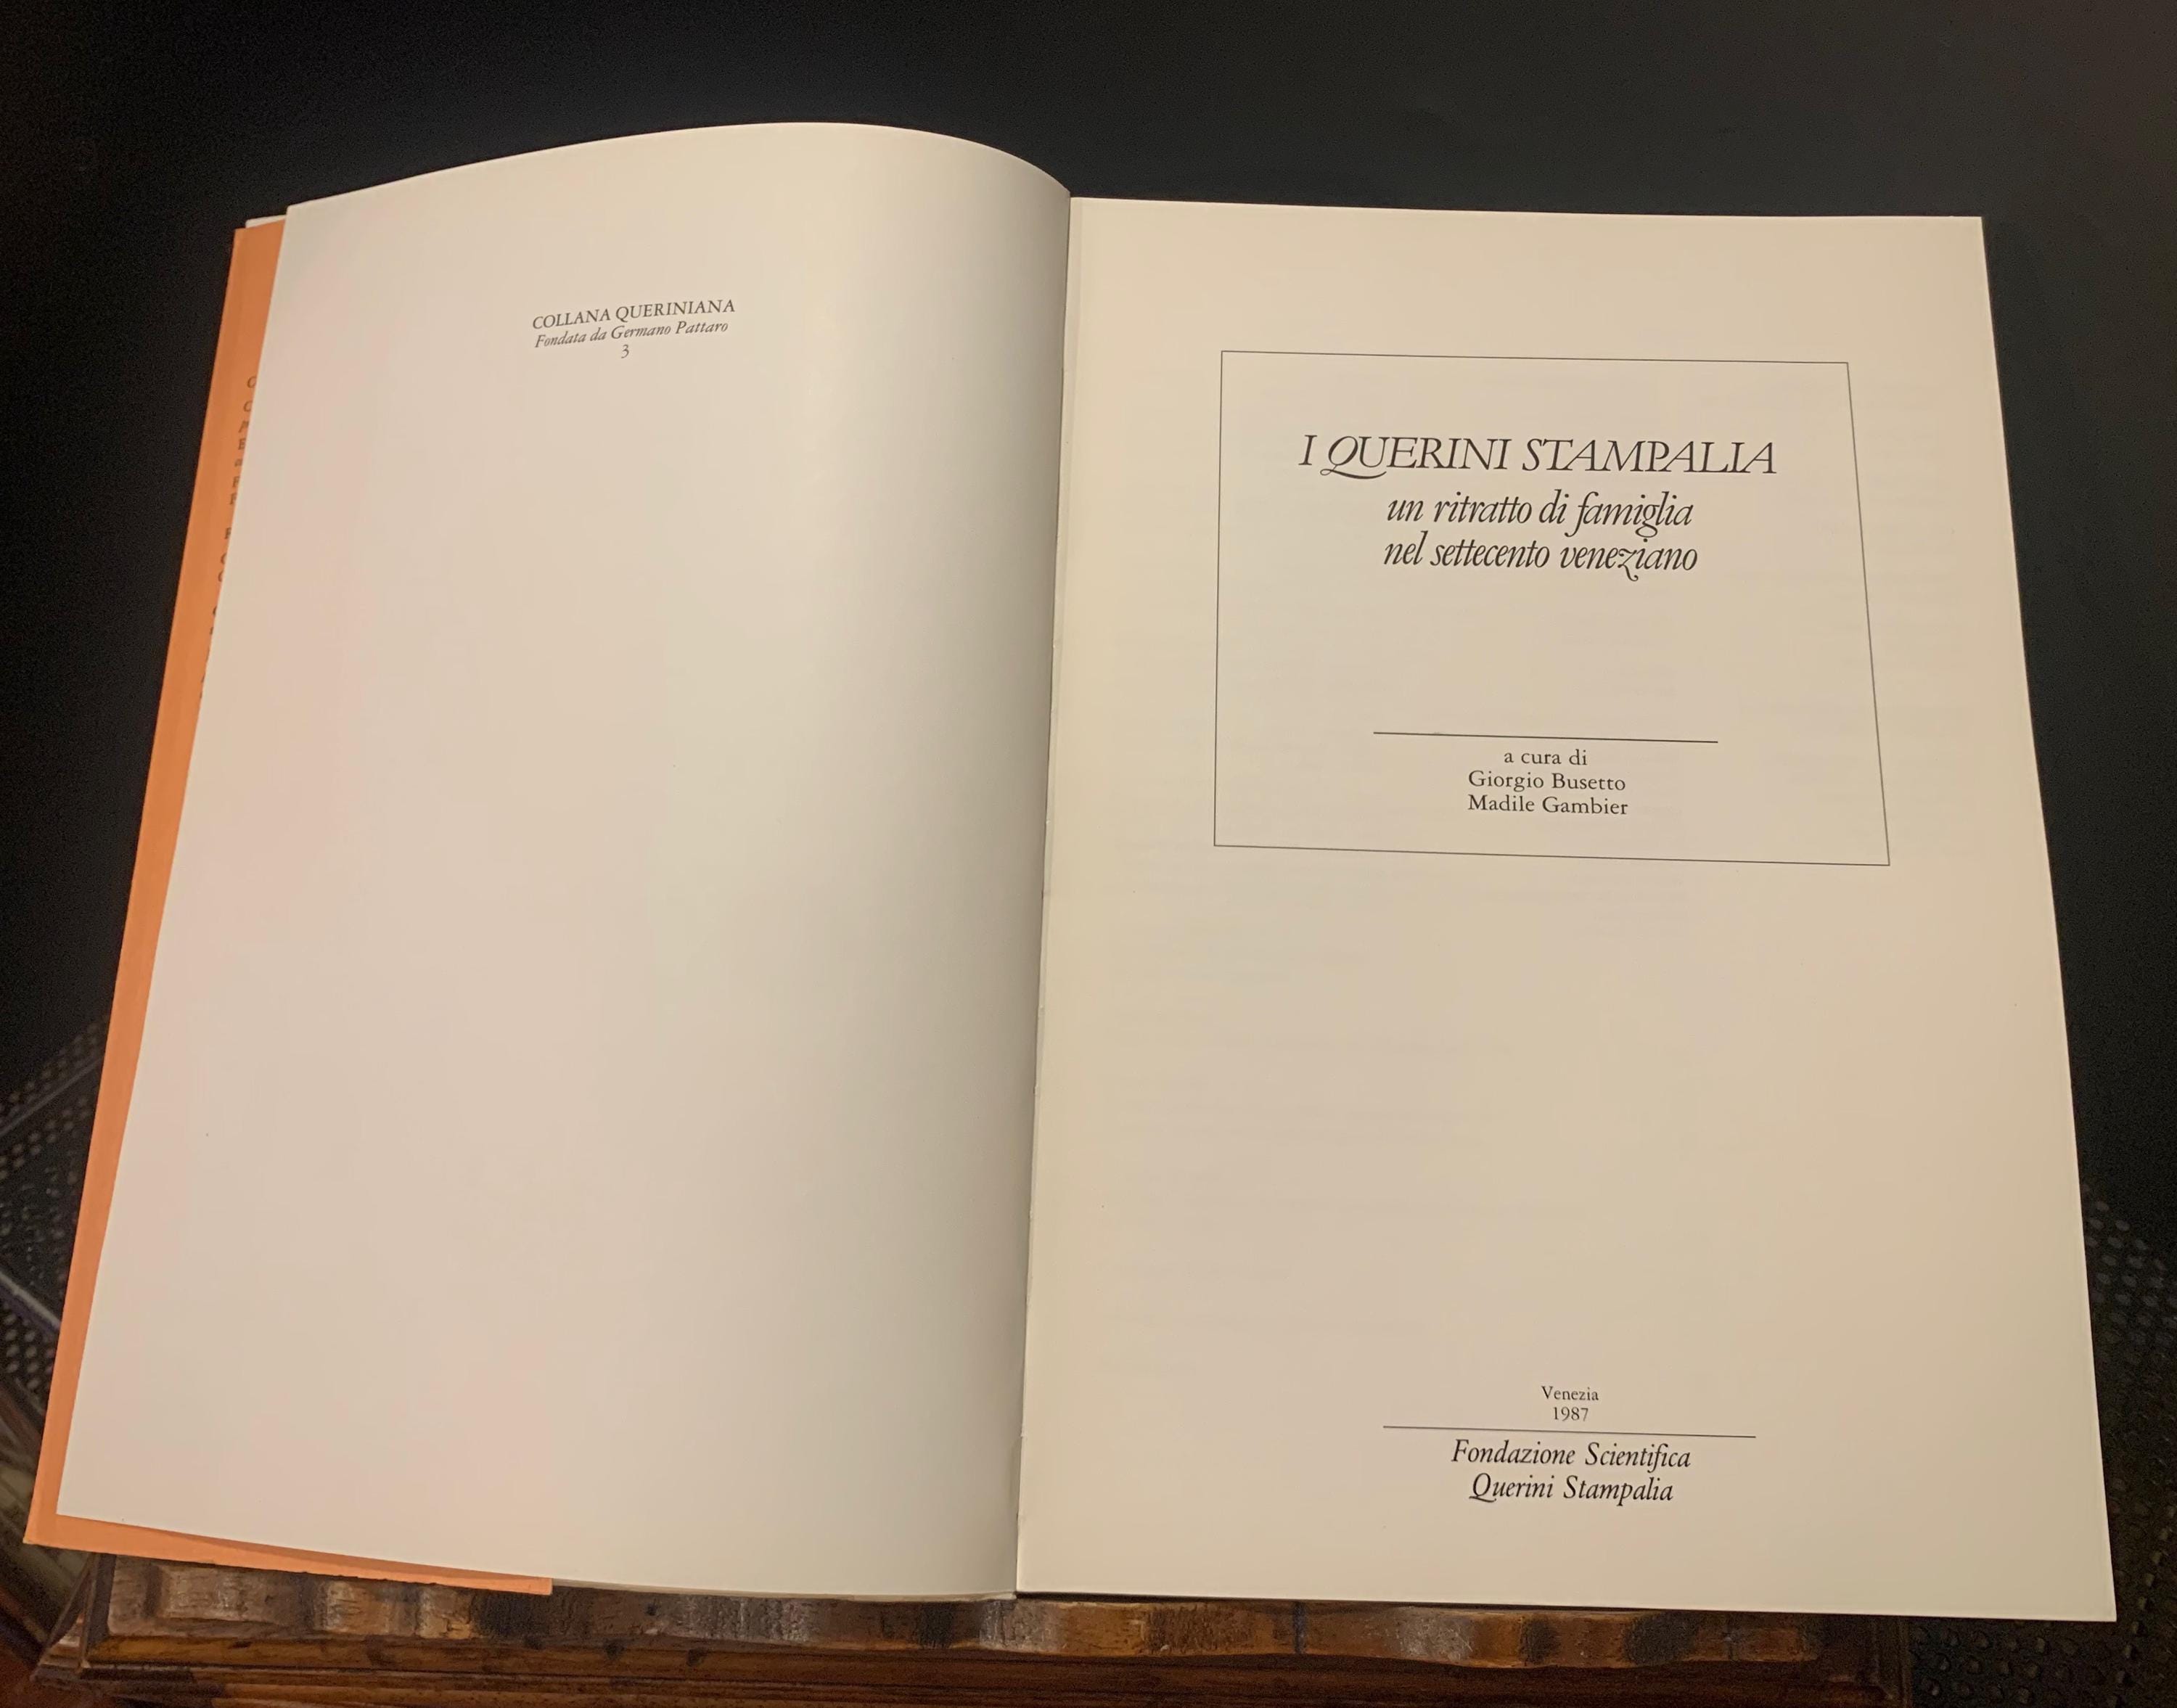 COLLANA QUERINIANA
Fondata da Germano Pattaro
3
I QUERINI STAMPALIA
un ritratto di famiglia
nel settecento veneziano
a cura di
Giorgio Busetto
Madile Gambier
Venezia
1987
Fondazione Scientifica
Querini Stampalia